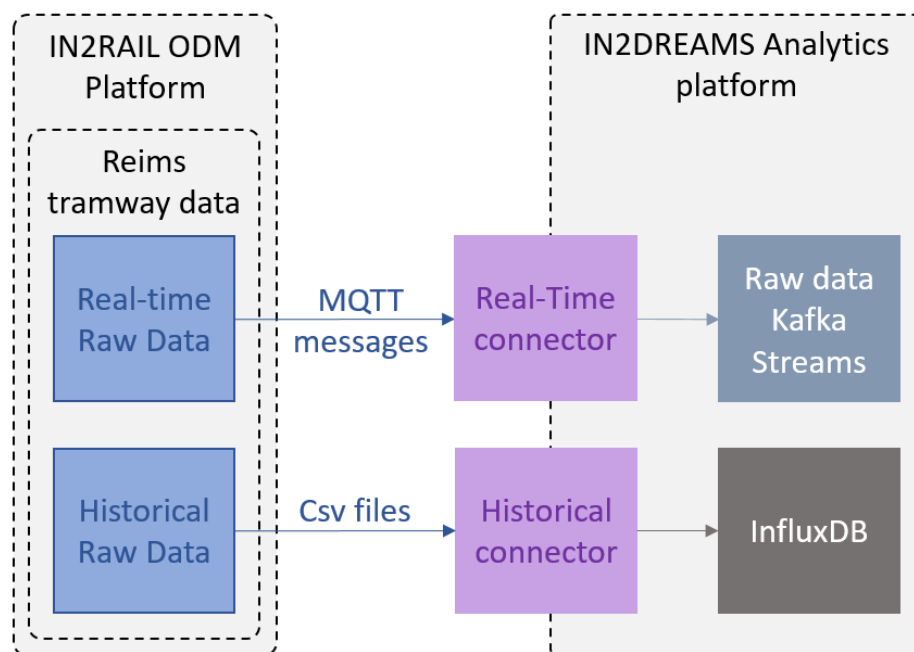 IN2RAIL ODM
Platform
Reims
tramway data
Real-time
Raw Data
MQTT
messages
Real-Time
connector
IN2DREAMS Analytics
platform
Raw data
Kafka
Streams
Historical
Raw Data
Csv files
Historical
connector
InfluxDB